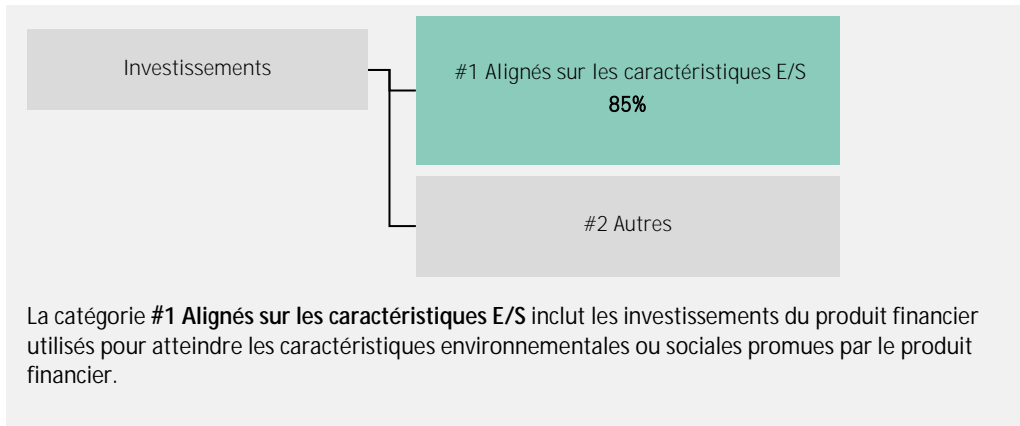 Investissements
#1 Alignés sur les caractéristiques E/S
85%
#2 Autres
La catégorie #1 Alignés sur les caractéristiques E/S inclut les investissements du produit financier
utilisés pour atteindre les caractéristiques environnementales ou sociales promues par le produit
financier.